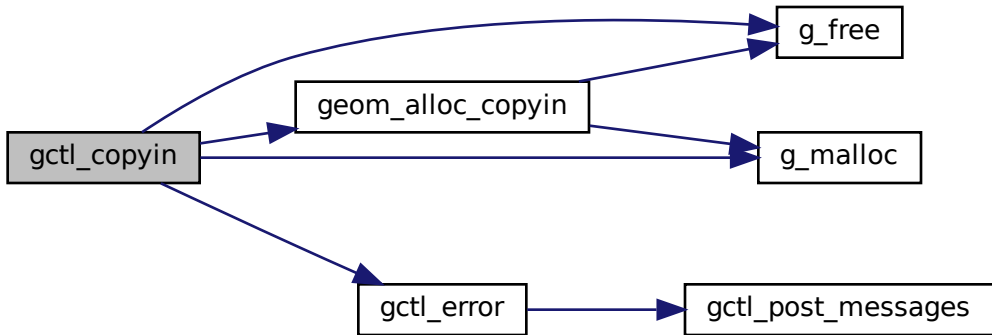 g_free
geom_alloc_copyin
gctl_copyin
g_malloc
gctl_error
gctl_post_messages